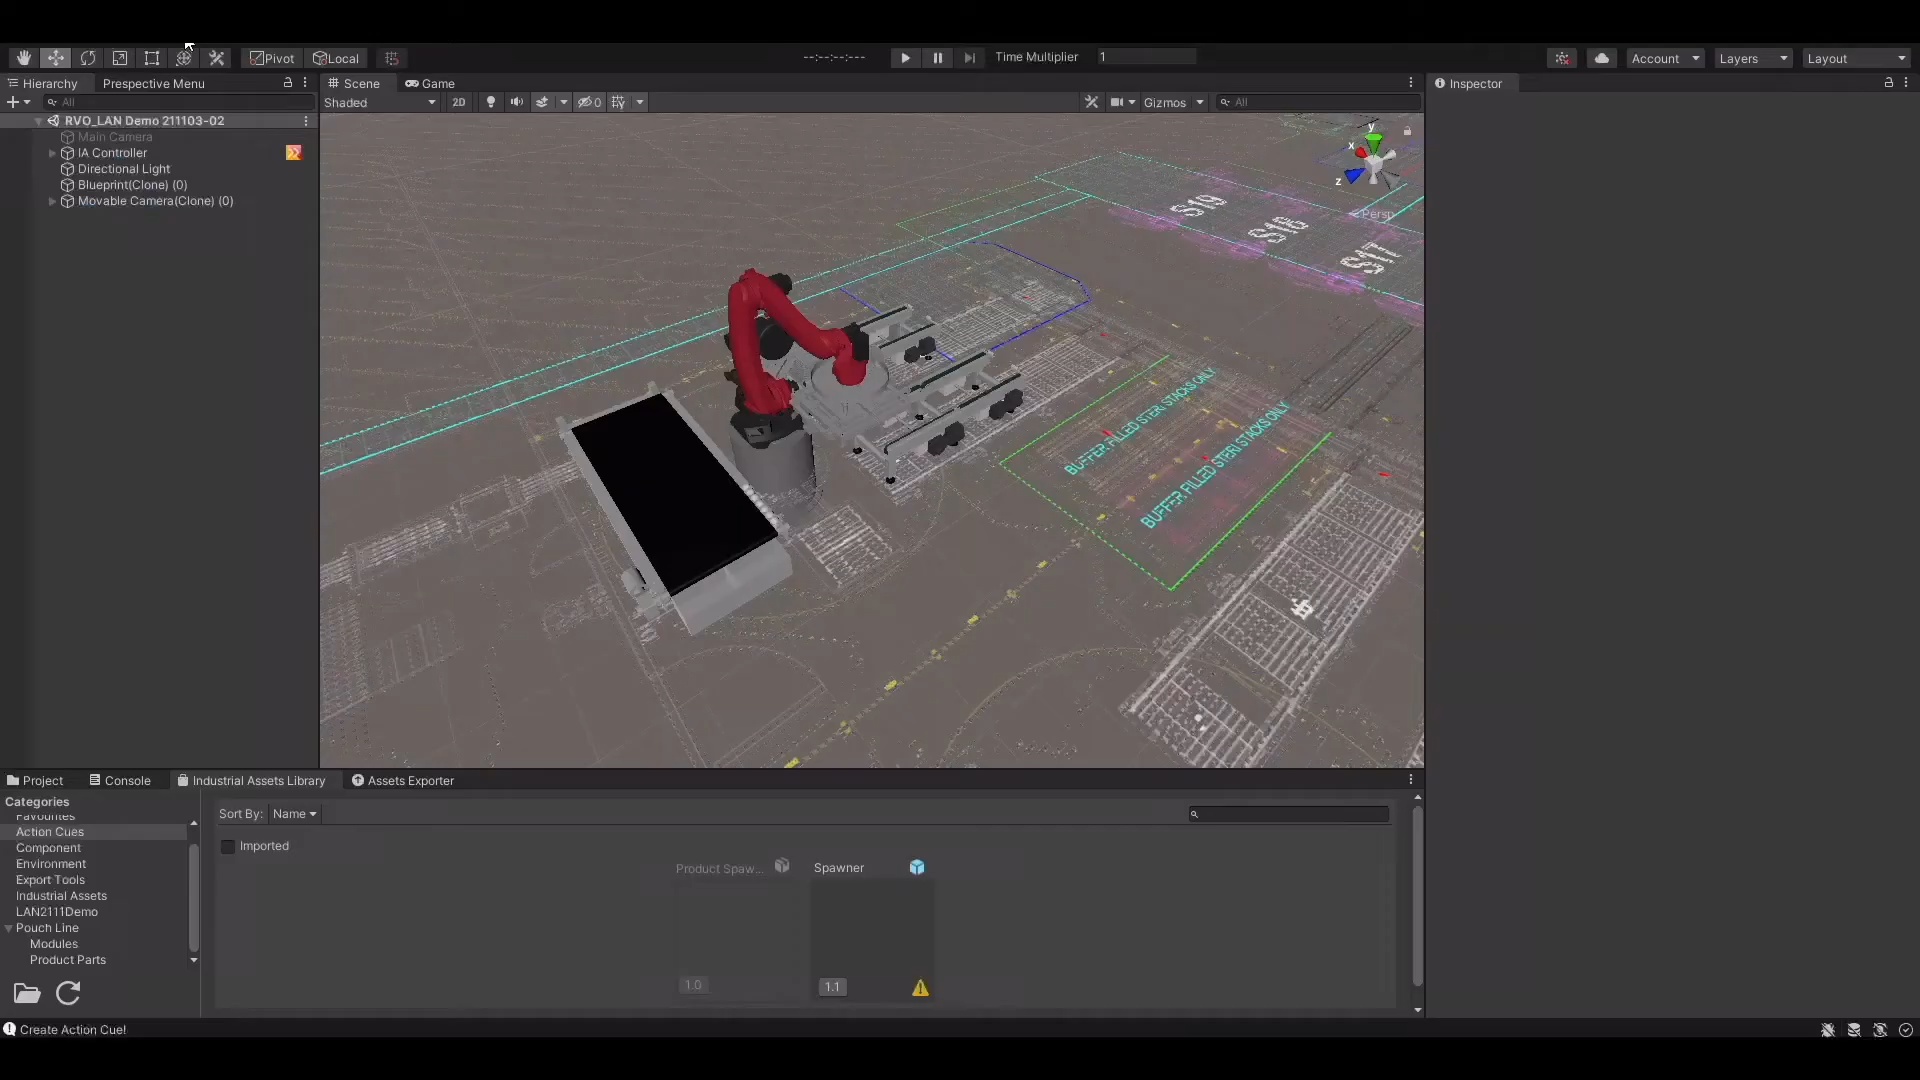 Pivot Local --:--:--:--- Time Multiplier 1 Account Layers Layout
Hierarchy Perspective Menu Scene Game Inspector
All Shaded 2D 0 Gizmos All
RVO_LAN Demo 211103-02
Main Camera
IA Controller
Directional Light
Blueprint(Clone) (0)
Movable Camera(Clone) (0)
y
x
z
Persp
S19
S18
S17
BUFFER FILLED STERI STACKS ONLY
BUFFER FILLED STERI STACKS ONLY
Project Console Industrial Assets Library Assets Exporter
Categories
Favourites
Action Cues
Component
Environment
Export Tools
Industrial Assets
LAN2111Demo
Pouch Line
Modules
Product Parts
Sort By: Name
Imported
Product Spaw... Spawner
1.0 1.1
Create Action Cue!